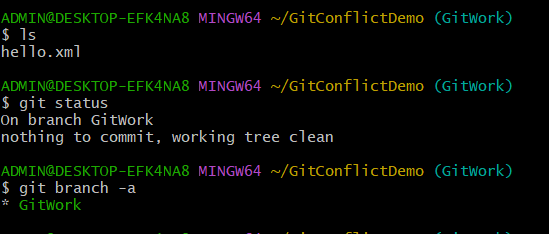 ADMIN@DESKTOP-EFK4NA8 MINGW64 ~/GitConflictDemo (GitWork)
$ ls
hello.xml
ADMIN@DESKTOP-EFK4NA8 MINGW64 ~/GitConflictDemo (GitWork)
$ git status
On branch GitWork
nothing to commit, working tree clean
ADMIN@DESKTOP-EFK4NA8 MINGW64 ~/GitConflictDemo (GitWork)
$ git branch -a
* GitWork